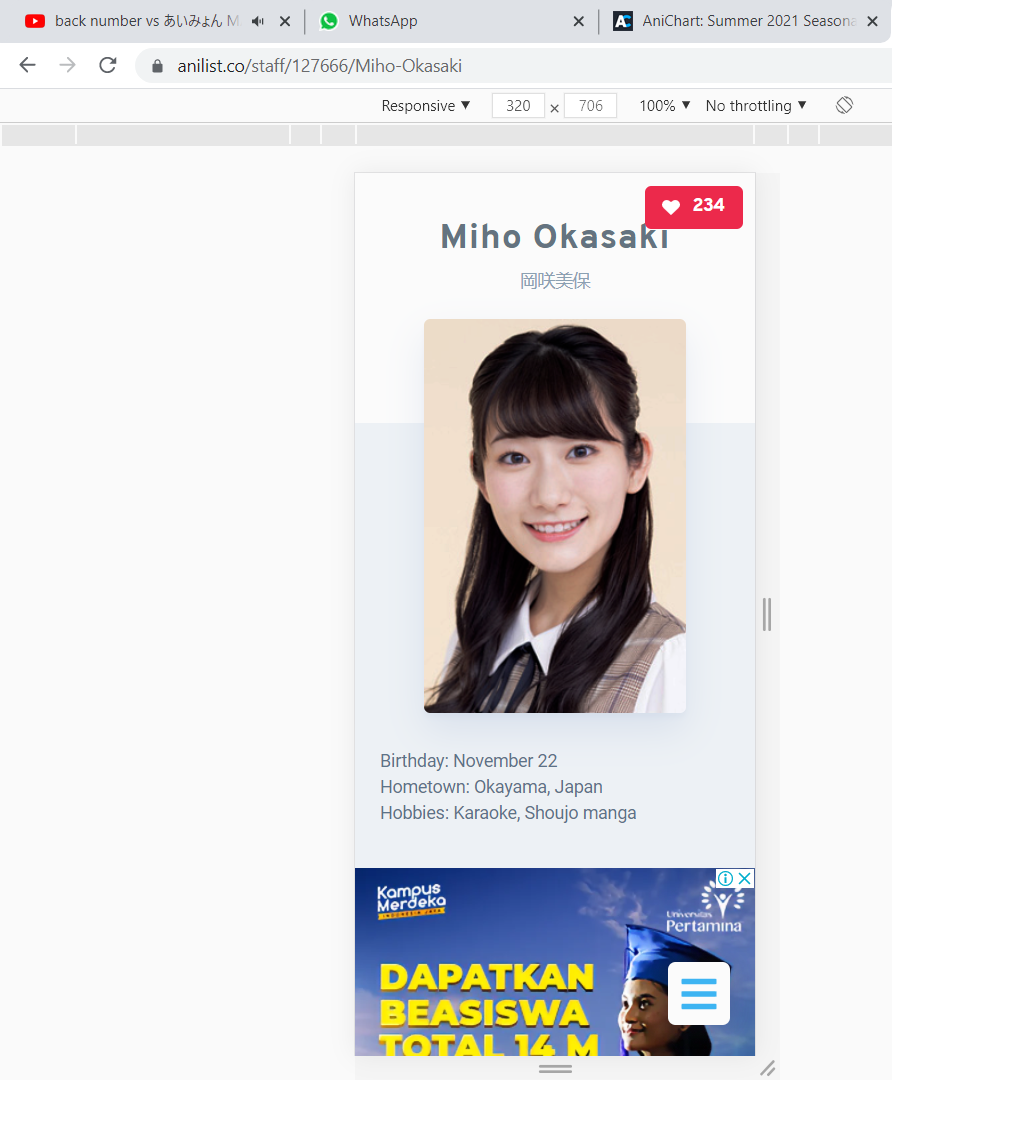 back number vs あいみょん M
WhatsApp
AniChart: Summer 2021 Seasona
anilist.co/staff/127666/Miho-Okasaki
Responsive ▼ 320 × 706 100% ▼ No throttling ▼
234
Miho Okasaki
岡咲美保
Birthday: November 22
Hometown: Okayama, Japan
Hobbies: Karaoke, Shoujo manga
Kampus
Merdeka
INDONESIA JAYA
Universitas
Pertamina
DAPATKAN
BEASISWA
TOTAL 14 M